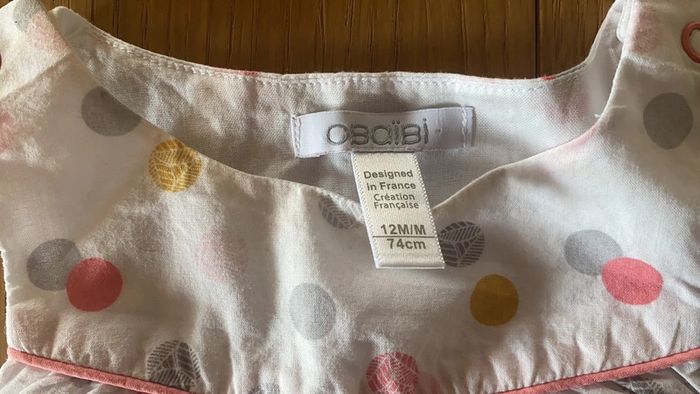 OBaïBi
Designed
in France
Création
Française
12M/M
74cm